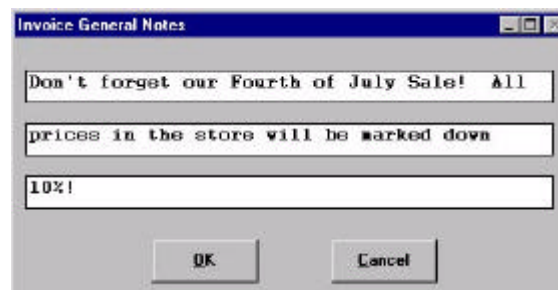 Invoice General Notes
Don't forget our Fourth of July Sale!  All
prices in the store will be marked down
10%!
OK
Cancel